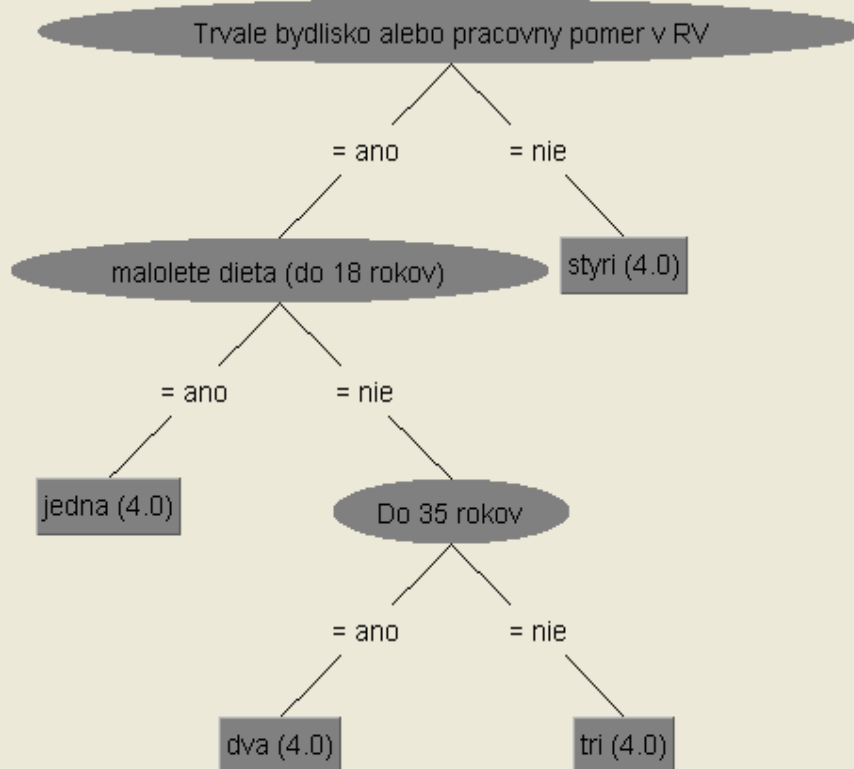 Trvale bydlisko alebo pracovny pomer v RV
= ano
= nie
malolete dieta (do 18 rokov)
styri (4.0)
= ano
= nie
jedna (4.0)
Do 35 rokov
= ano
= nie
dva (4.0)
tri (4.0)